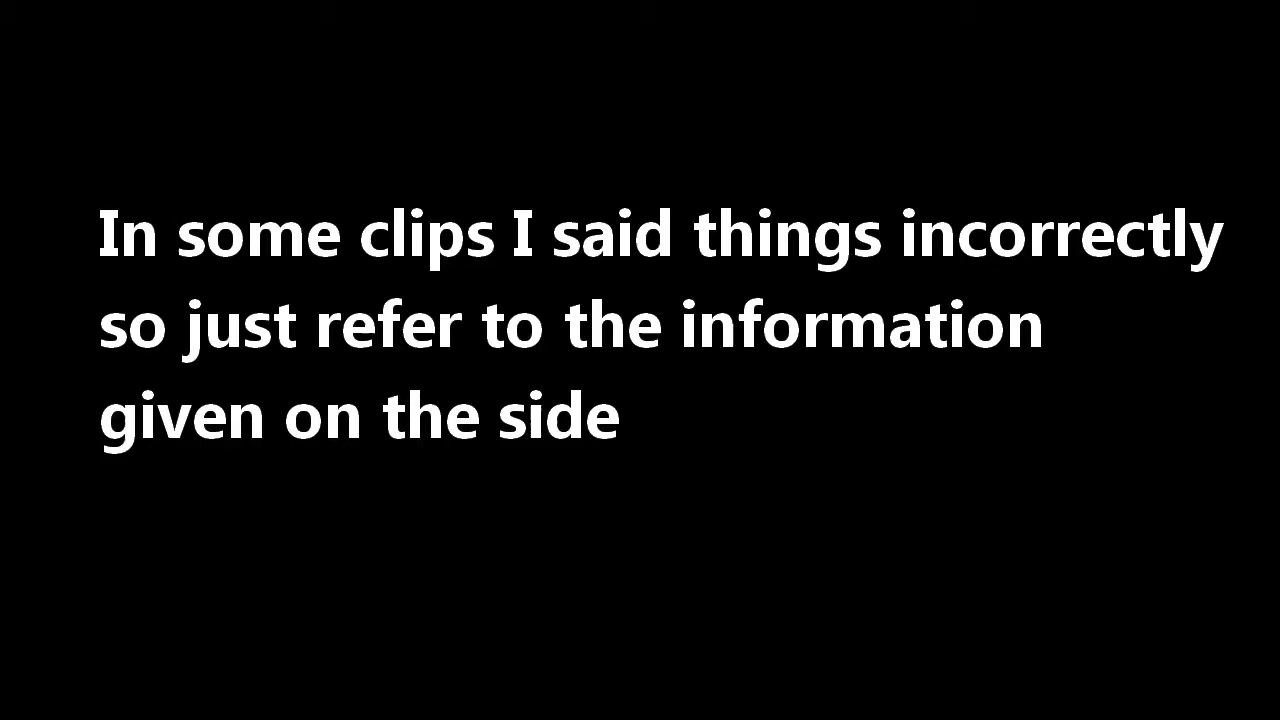 In some clips I said things incorrectly
so just refer to the information
given on the side